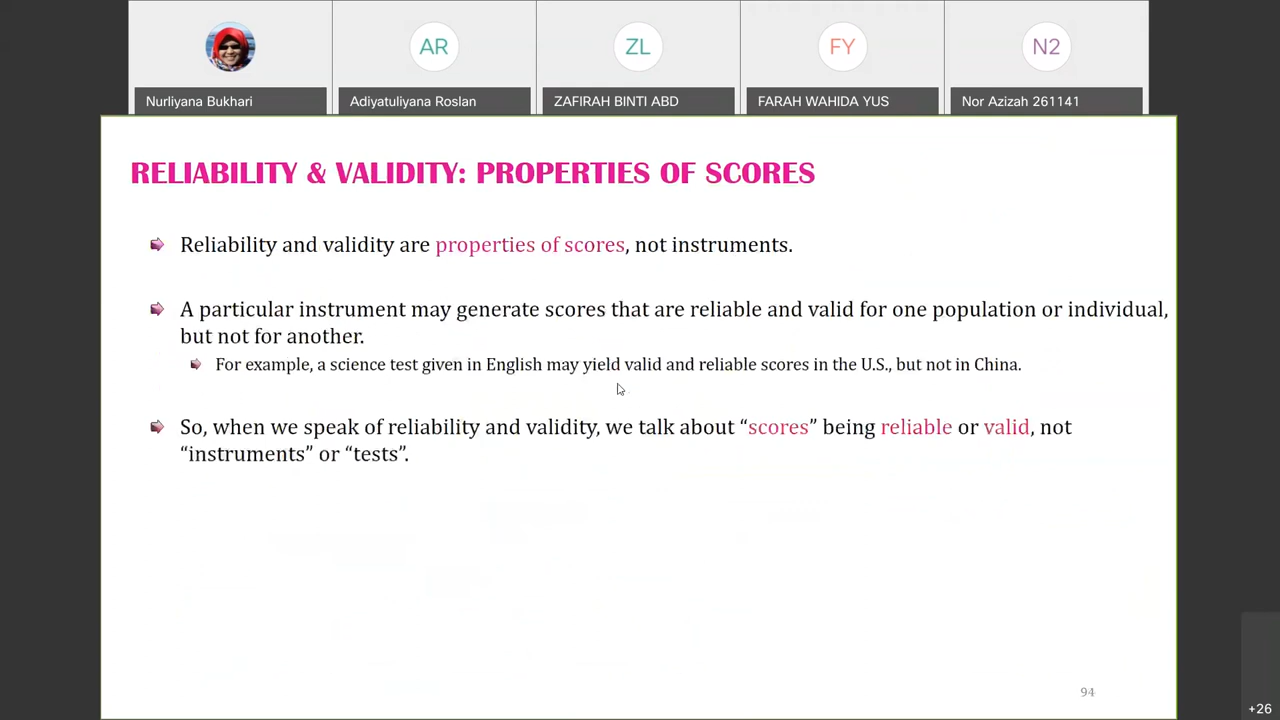 AR
ZL
FY
N2
Nurliyana Bukhari
Adiyatuliyana Roslan
ZAFIRAH BINTI ABD
FARAH WAHIDA YUS
Nor Azizah 261141
RELIABILITY & VALIDITY: PROPERTIES OF SCORES
Reliability and validity are properties of scores, not instruments.
A particular instrument may generate scores that are reliable and valid for one population or individual,
but not for another.
For example, a science test given in English may yield valid and reliable scores in the U.S., but not in China.
So, when we speak of reliability and validity, we talk about “scores” being reliable or valid, not
“instruments” or “tests”.
94
+26